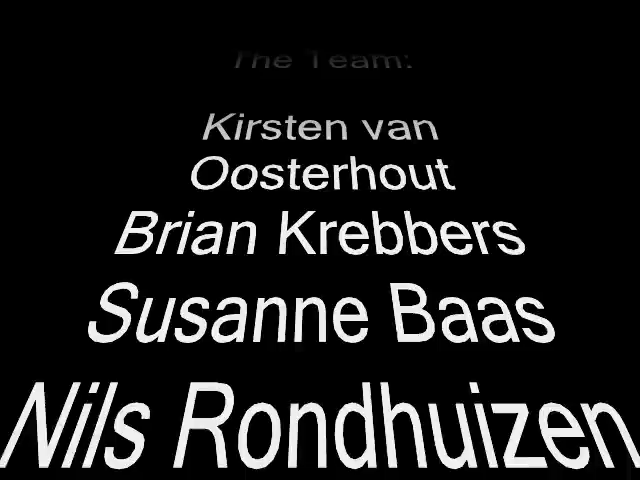 The Team:
Kirsten van
Oosterhout
Brian Krebbers
Susanne Baas
Nils Rondhuizen